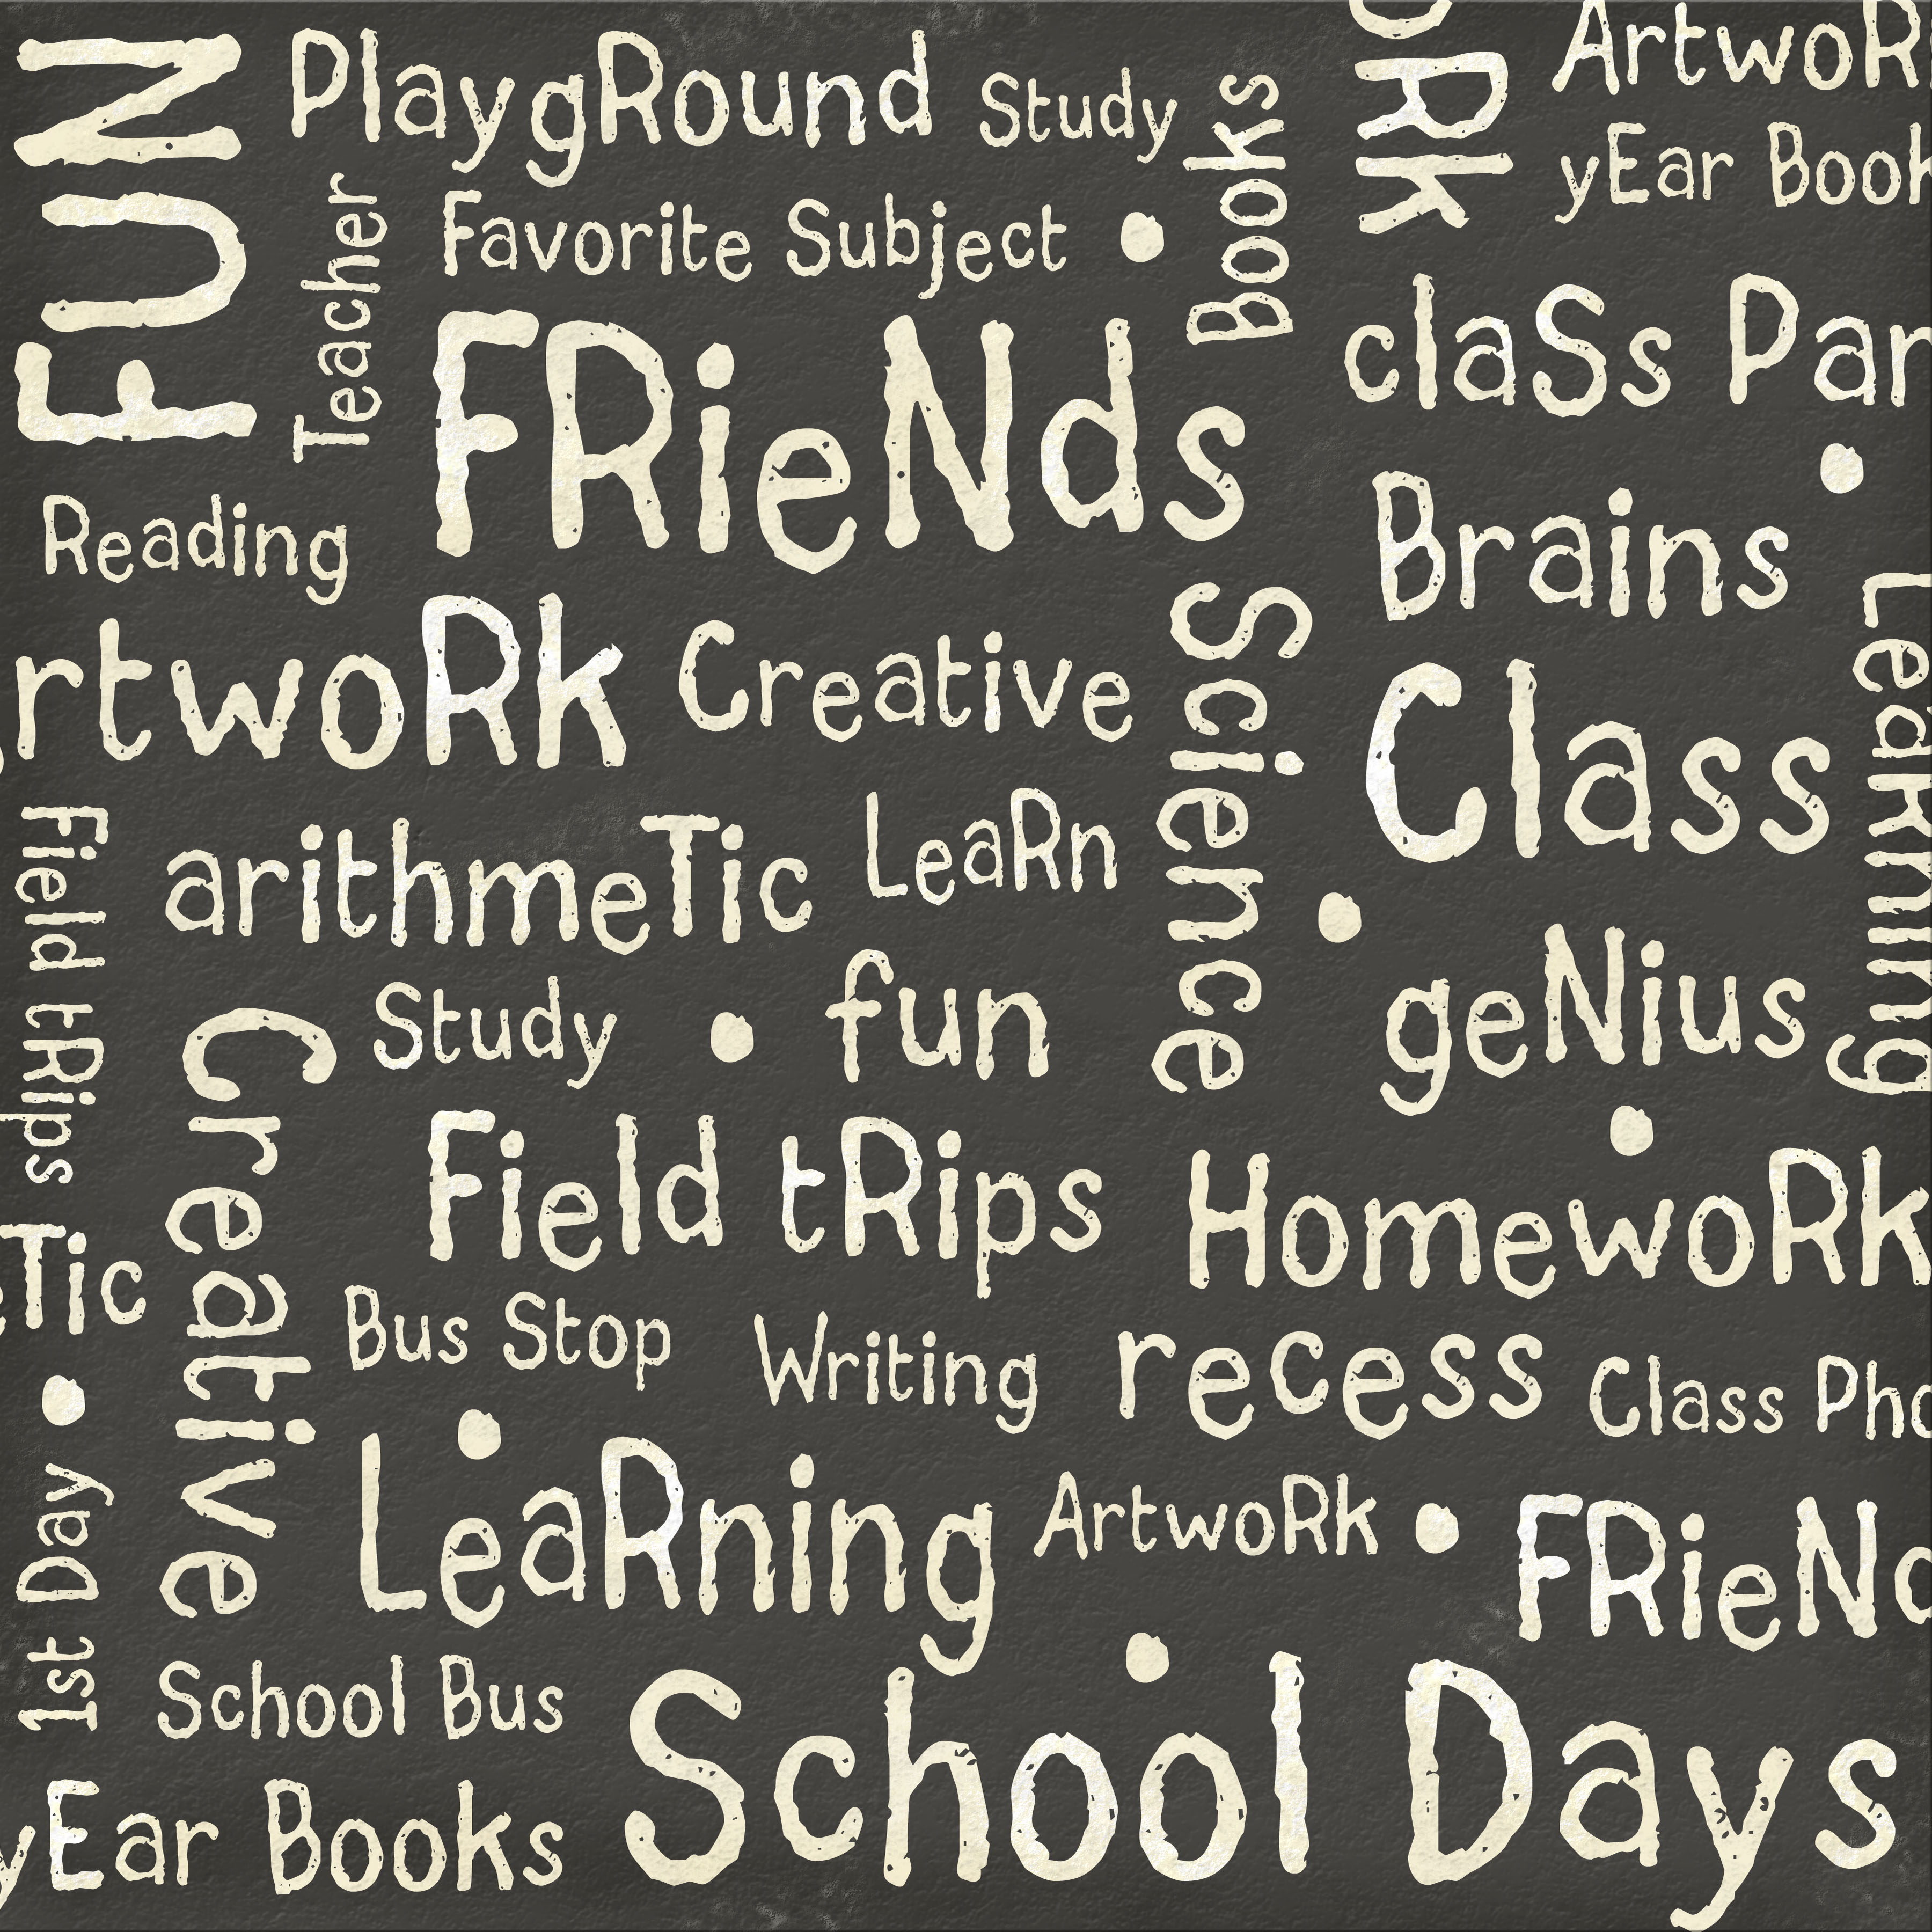 FUN
PlaygRound
Study
Books
oRk
ArtwoR
yEar Book
Teacher
Favorite Subject
claSs Par
FRieNds
Reading
Brains
Science
LeaRning
rtwoRk
Creative
Class
Field tRips
arithmeTic
LeaRn
geNius
Creative
Study
fun
Field tRips
HomewoRk
eTic
Bus Stop
Writing
recess
Class Pho
1st Day
LeaRning
ArtwoRk
FRieNd
School Bus
School Days
yEar Books